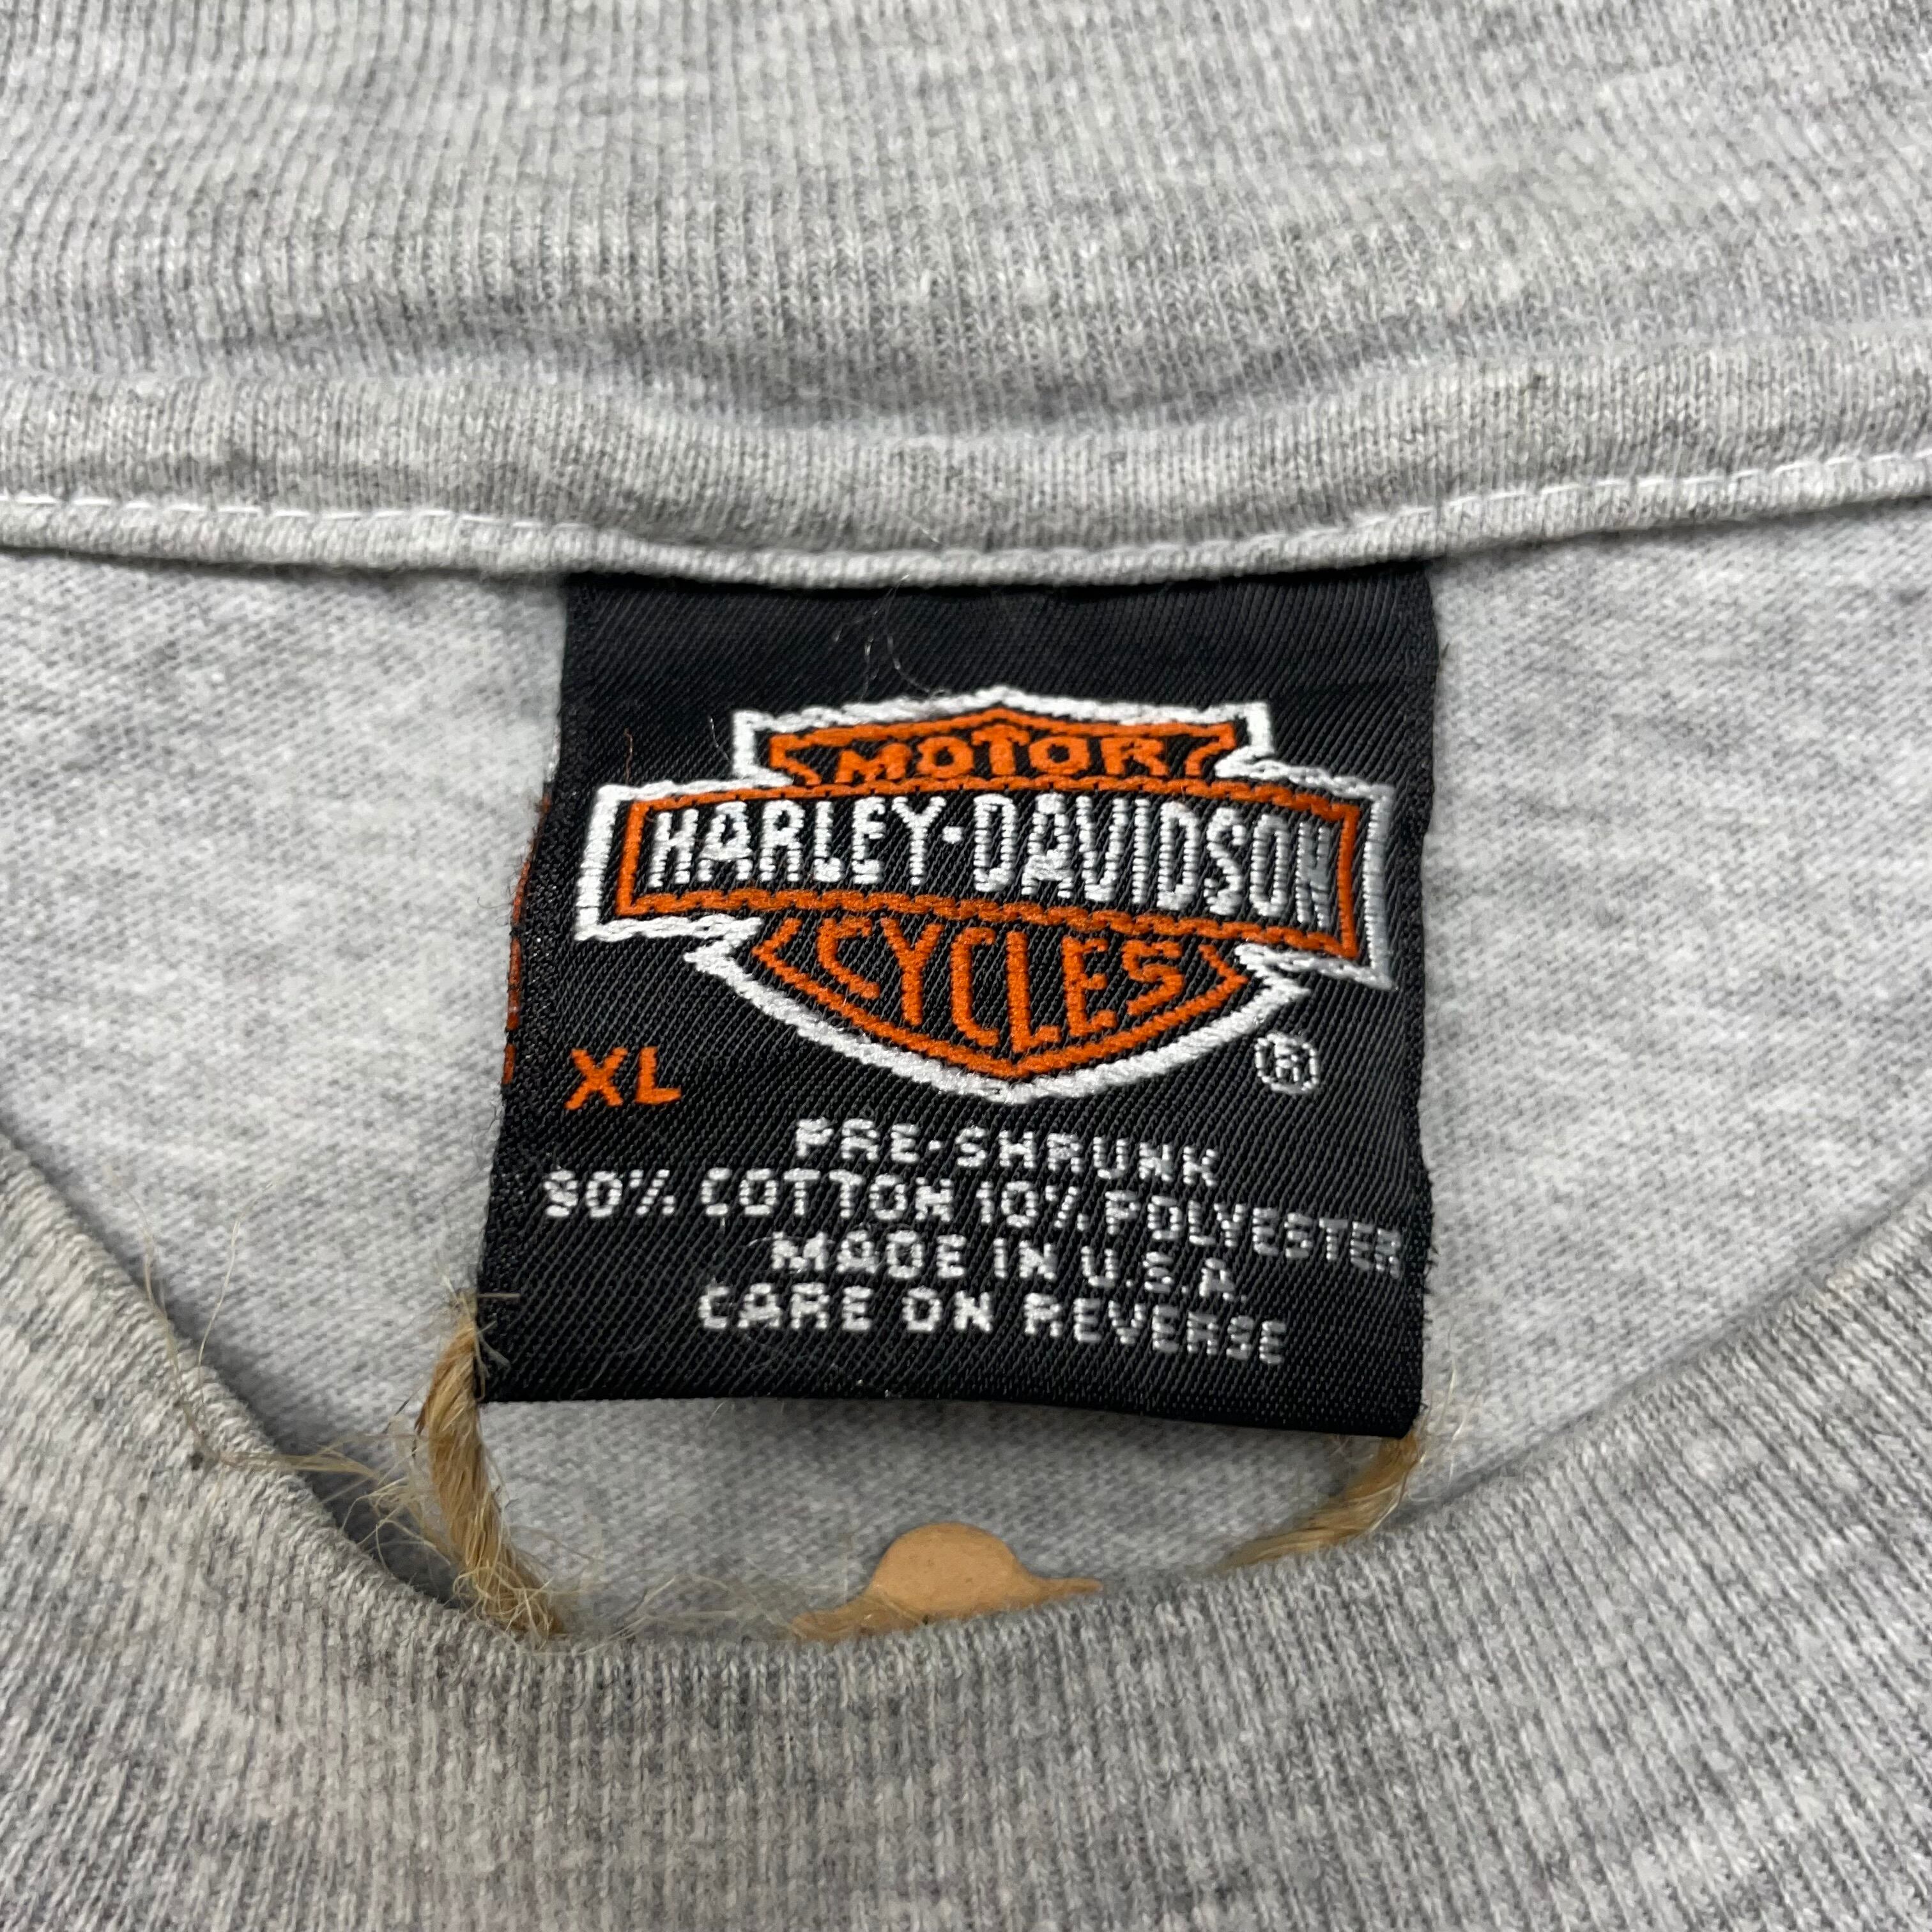 MOTOR
HARLEY-DAVIDSON
CYCLES
®
XL
PRE-SHRUNK
90% COTTON 10% POLYESTER
MADE IN U.S.A
CARE ON REVERSE